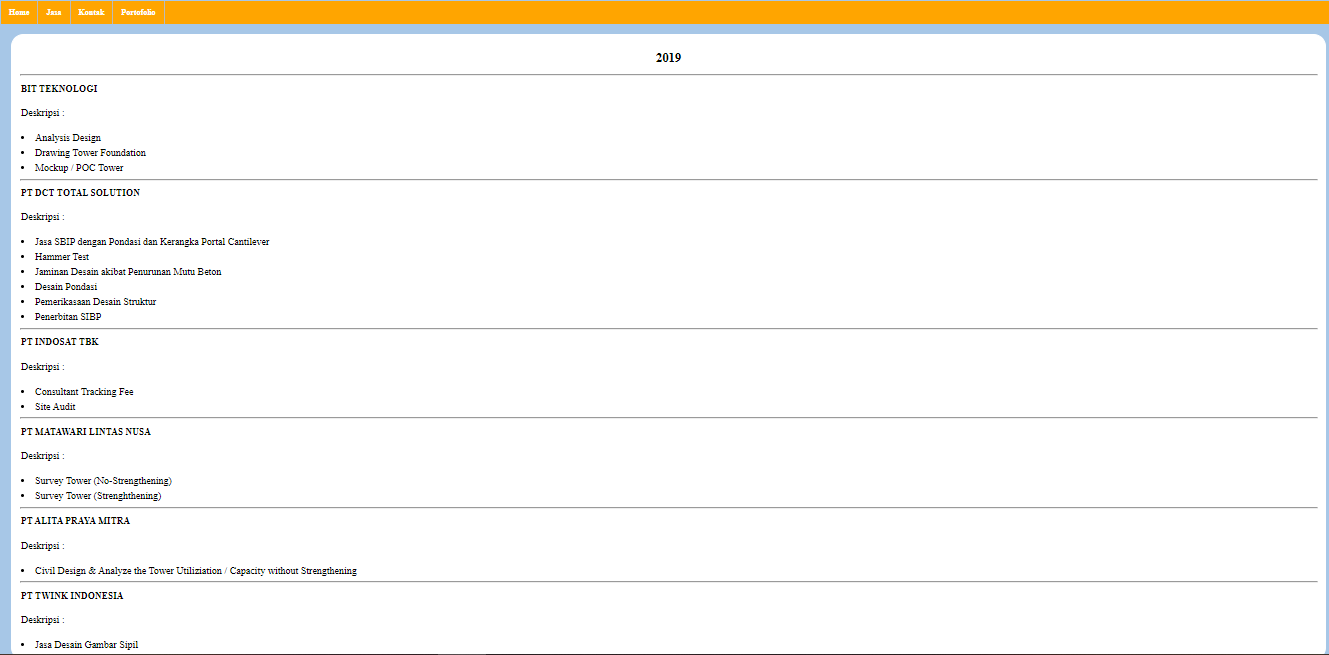 Home Jasa Kontak Portofolio
2019
BIT TEKNOLOGI
Deskripsi :
• Analysis Design
• Drawing Tower Foundation
• Mockup / POC Tower
PT DCT TOTAL SOLUTION
Deskripsi :
• Jasa SBIP dengan Pondasi dan Kerangka Portal Cantilever
• Hammer Test
• Jaminan Desain akibat Penurunan Mutu Beton
• Desain Pondasi
• Pemerikasaan Desain Struktur
• Penerbitan SIBP
PT INDOSAT TBK
Deskripsi :
• Consultant Tracking Fee
• Site Audit
PT MATAWARI LINTAS NUSA
Deskripsi :
• Survey Tower (No-Strengthening)
• Survey Tower (Strenghthening)
PT ALITA PRAYA MITRA
Deskripsi :
• Civil Design & Analyze the Tower Utiliziation / Capacity without Strengthening
PT TWINK INDONESIA
Deskripsi :
• Jasa Desain Gambar Sipil